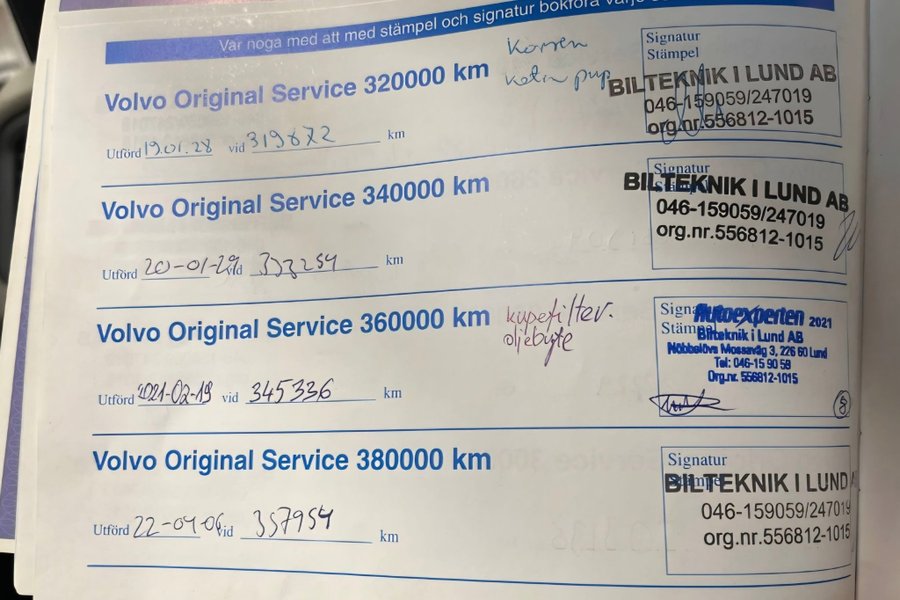 Var noga med att med stämpel och signatur bokföra varje
Volvo Original Service 320000 km
Utförd 19.01.28 vid 319872 km
Signatur
Stämpel
BILTEKNIK I LUND AB
046-159059/247019
org.nr.556812-1015
Volvo Original Service 340000 km
Utförd 20-01-29 vid 333254 km
Signatur
BILTEKNIK I LUND AB
046-159059/247019
org.nr.556812-1015
Volvo Original Service 360000 km
kupefilter.
oljebyte
Utförd 2021-02-19 vid 345336 km
Signatur
Stämpel
Autoexperten 2021
Bilteknik i Lund AB
Nöbbelövs Mossaväg 3, 226 60 Lund
Tel: 046-15 90 59
Org.nr. 556812-1015
Volvo Original Service 380000 km
Utförd 22-04-06 vid 357954 km
Signatur
Stämpel
BILTEKNIK I LUND
046-159059/247019
org.nr.556812-1015